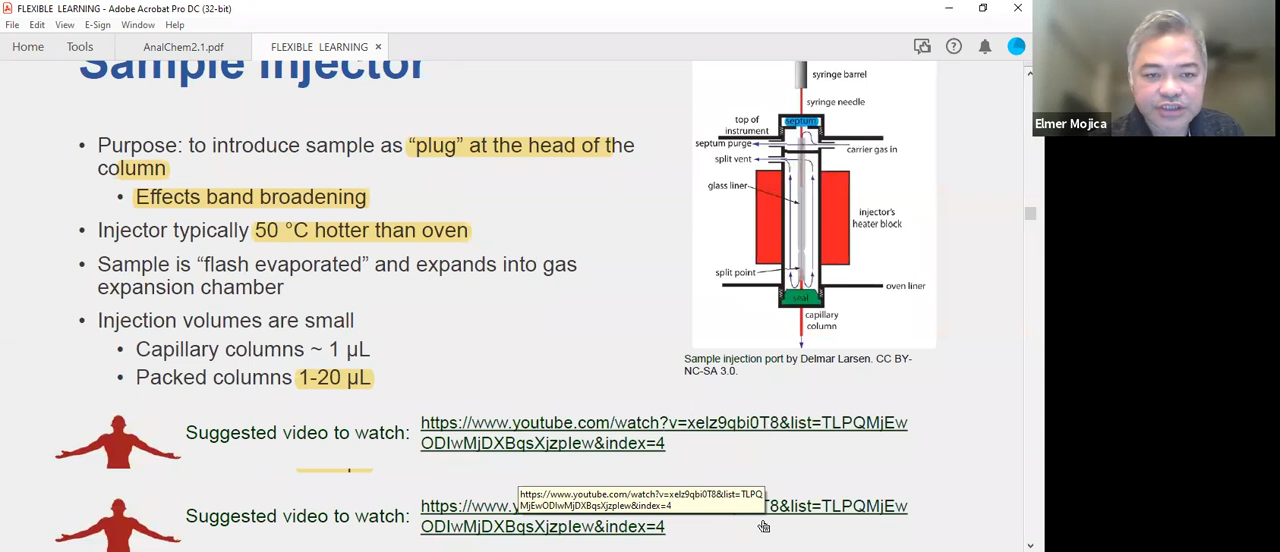 FLEXIBLE LEARNING - Adobe Acrobat Pro DC (32-bit)
File Edit View E-Sign Window Help
Home Tools AnalChem2.1.pdf FLEXIBLE LEARNING ×
Sample Injector
• Purpose: to introduce sample as “plug” at the head of the
column
• Effects band broadening
• Injector typically 50 °C hotter than oven
• Sample is “flash evaporated” and expands into gas
expansion chamber
• Injection volumes are small
• Capillary columns ~ 1 µL
• Packed columns 1-20 µL
syringe barrel
syringe needle
top of
instrument
septum
septum purge
carrier gas in
split vent
glass liner
injector's
heater block
split point
oven liner
seal
capillary
column
Sample injection port by Delmar Larsen. CC BY-
NC-SA 3.0.
Suggested video to watch: https://www.youtube.com/watch?v=xelz9qbi0T8&list=TLPQMjEw
ODIwMjDXBqsXjzpIew&index=4
https://www.youtube.com/watch?v=xelz9qbi0T8&list=TLPQ
MjEwODIwMjDXBqsXjzpIew&index=4
Suggested video to watch: https://www.y T8&list=TLPQMjEw
ODIwMjDXBqsXjzpIew&index=4
Elmer Mojica